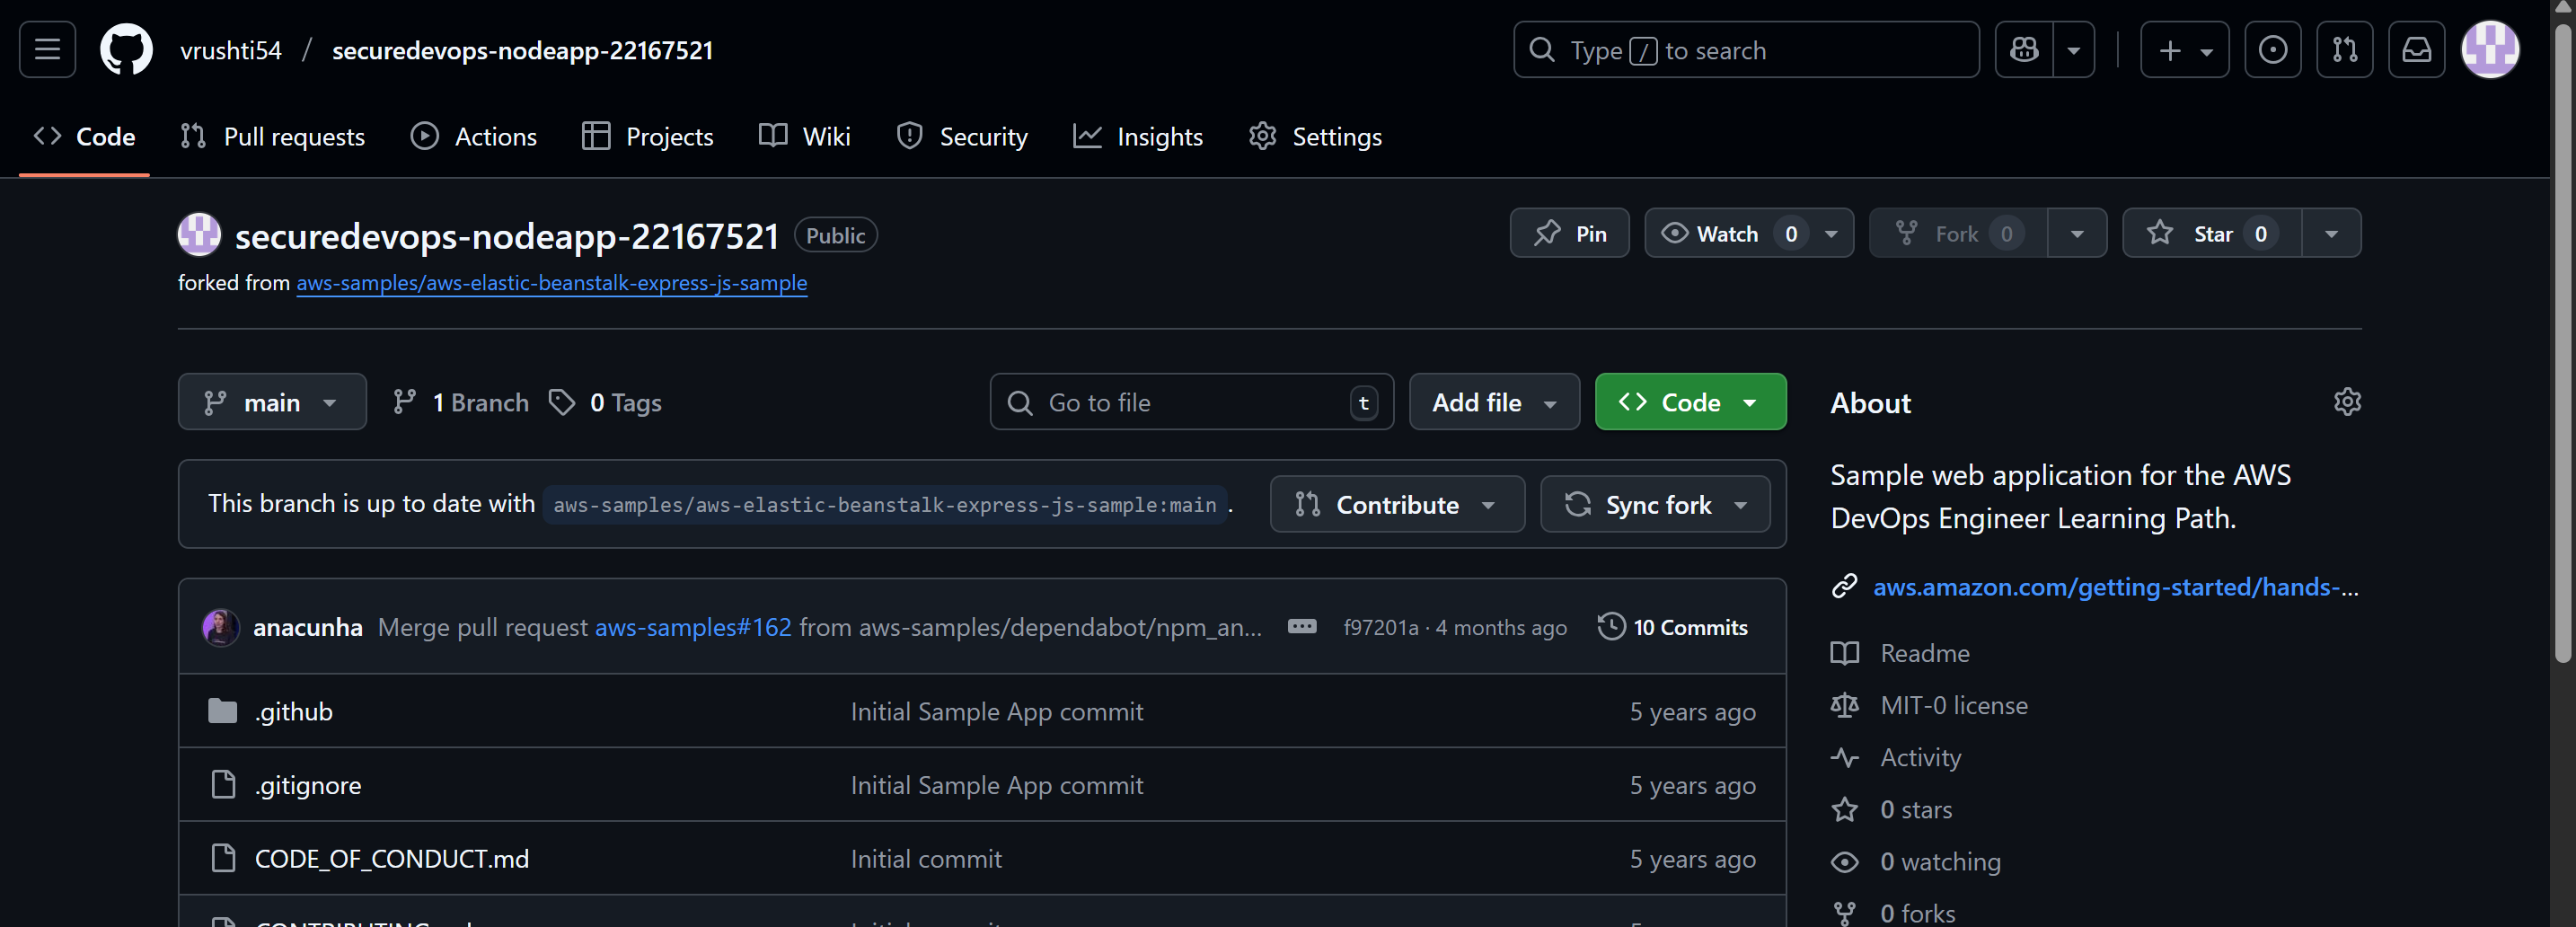 vrushti54 / securedevops-nodeapp-22167521
Type / to search
Code Pull requests Actions Projects Wiki Security Insights Settings
securedevops-nodeapp-22167521 Public
Pin Watch 0 Fork 0 Star 0
forked from aws-samples/aws-elastic-beanstalk-express-js-sample
main 1 Branch 0 Tags
Go to file t Add file Code
This branch is up to date with aws-samples/aws-elastic-beanstalk-express-js-sample:main .
Contribute Sync fork
anacunha Merge pull request aws-samples#162 from aws-samples/dependabot/npm_an... f97201a · 4 months ago 10 Commits
.github Initial Sample App commit 5 years ago
.gitignore Initial Sample App commit 5 years ago
CODE_OF_CONDUCT.md Initial commit 5 years ago
About
Sample web application for the AWS
DevOps Engineer Learning Path.
aws.amazon.com/getting-started/hands-...
Readme
MIT-0 license
Activity
0 stars
0 watching
0 forks